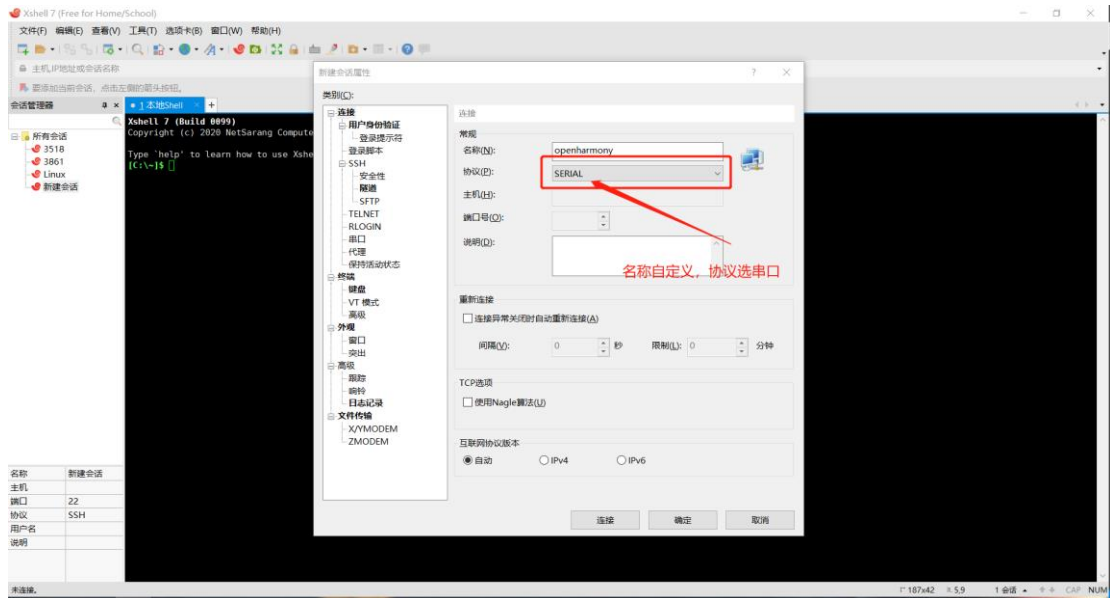 Xshell 7 (Free for Home/School)
文件(F) 编辑(E) 查看(V) 工具(T) 选项卡(B) 窗口(W) 帮助(H)
主机,IP地址或会话名称
要添加当前会话，点击左侧的箭头按钮。
会话管理器
1 本地Shell
所有会话
3518
3861
Linux
新建会话
Xshell 7 (Build 0099)
Copyright (c) 2020 NetSarang Compute
Type `help' to learn how to use Xshe
[C:\~]$
名称 新建会话
主机
端口 22
协议 SSH
用户名
说明
新建会话属性
类别(C):
连接
用户身份验证
登录提示符
登录脚本
SSH
安全性
隧道
SFTP
TELNET
RLOGIN
串口
代理
保持活动状态
终端
键盘
VT 模式
高级
外观
窗口
突出
高级
跟踪
响铃
日志记录
文件传输
X/YMODEM
ZMODEM
连接
常规
名称(N): openharmony
协议(P): SERIAL
主机(H):
端口号(O):
说明(D):
名称自定义，协议选串口
重新连接
连接异常关闭时自动重新连接(A)
间隔(V): 0 秒 限制(L): 0 分钟
TCP选项
使用Nagle算法(U)
互联网协议版本
自动 IPv4 IPv6
连接 确定 取消
未连接。
187x42 5,9 1 会话 CAP NUM